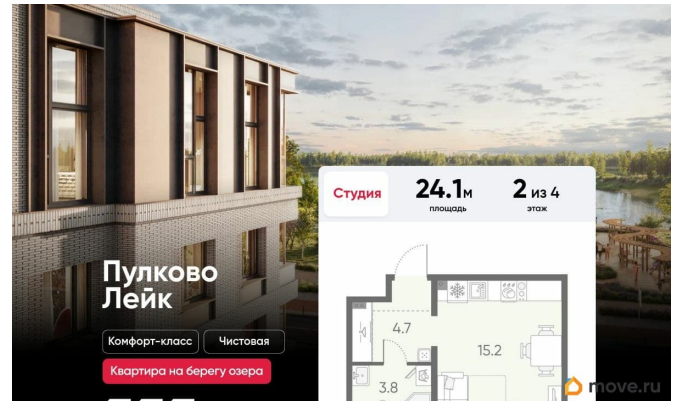 Студия
24.1м
площадь
2 из 4
этаж
Пулково
Лейк
Комфорт-класс
Чистовая
Квартира на берегу озера
4.7
15.2
3.8
move.ru